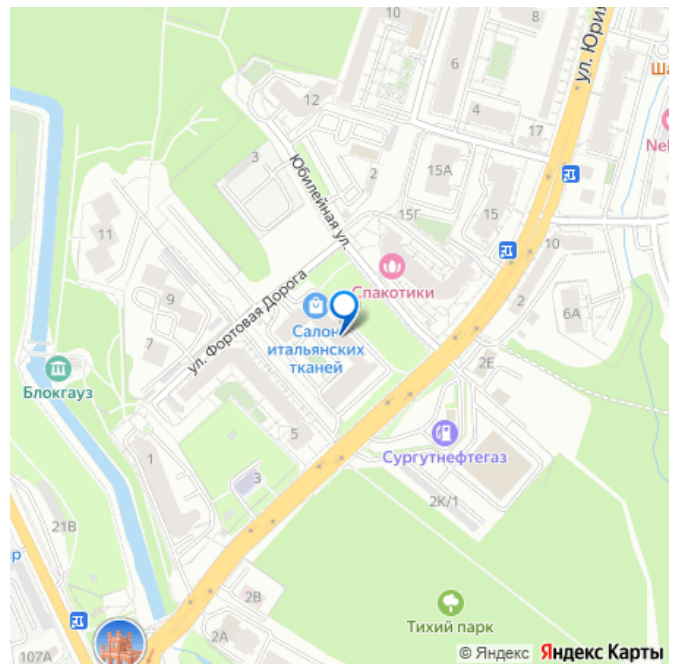 10
8
ул. Юрия
6
Ша
12
4
17
Nel
3
2
15А
Юбилейная ул.
15Г
15
11
10
Спакотики
ул. Фортовая Дорога
9
2
6А
Салон
итальянских
тканей
7
2Е
Блокгауз
5
Сургутнефтегаз
1
3
2К/1
21В
р
2В
Тихий парк
2А
107А
© Яндекс Яндекс Карты